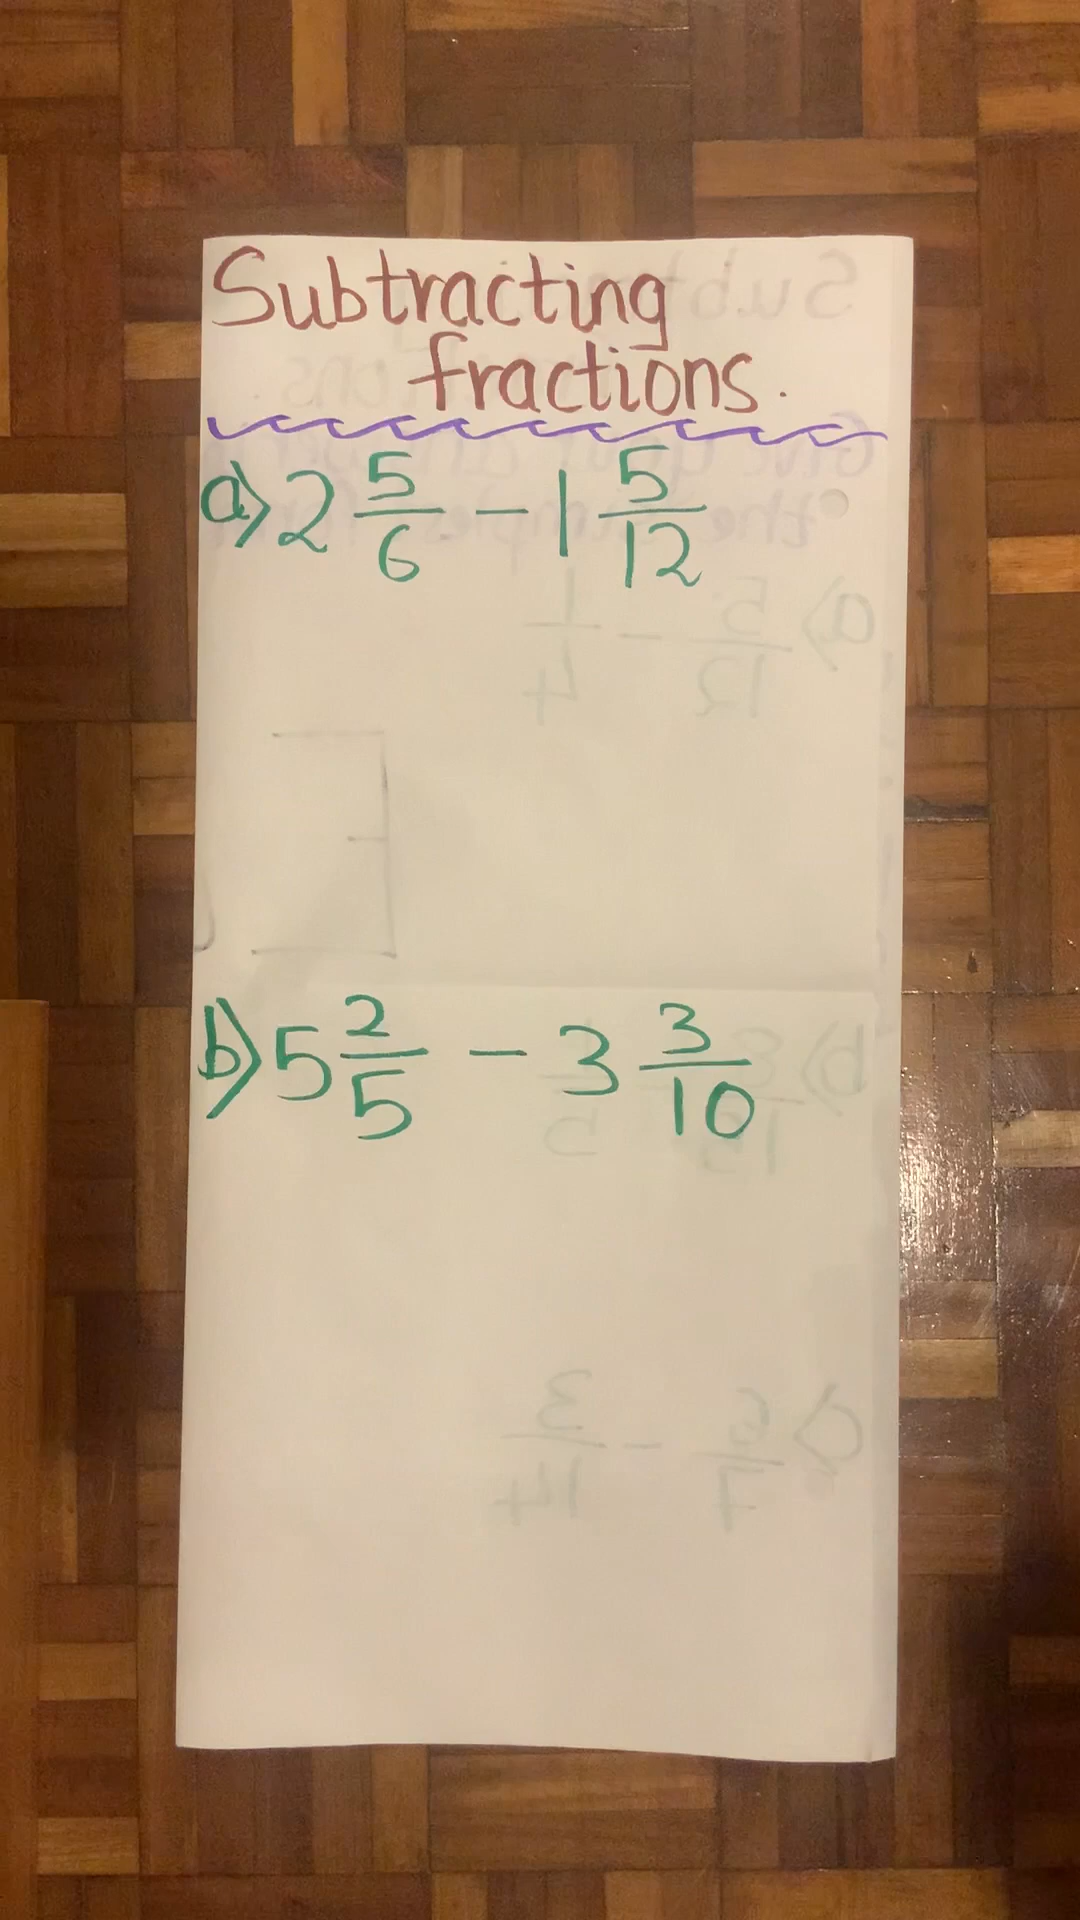 Subtracting
fractions.
a) 2 5/6 - 1 5/12
b) 5 2/5 - 3 3/10